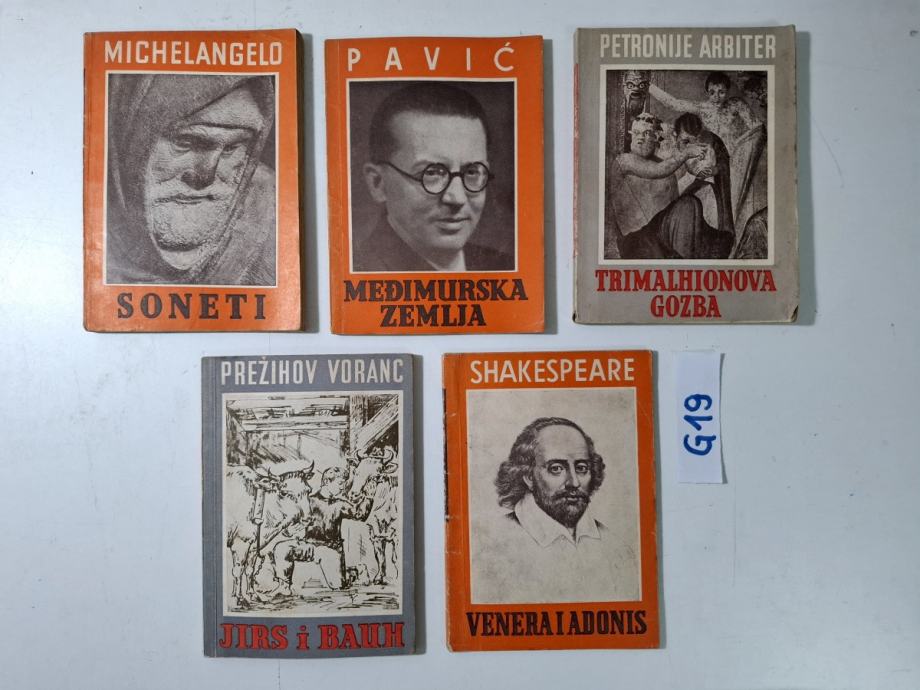 MICHELANGELO
SONETI
PAVIĆ
MEĐIMURSKA
ZEMLJA
PETRONIJE ARBITER
TRIMALHIONOVA
GOZBA
PREŽIHOV VORANC
JIRS i BAUH
SHAKESPEARE
VENERA I ADONIS
G19